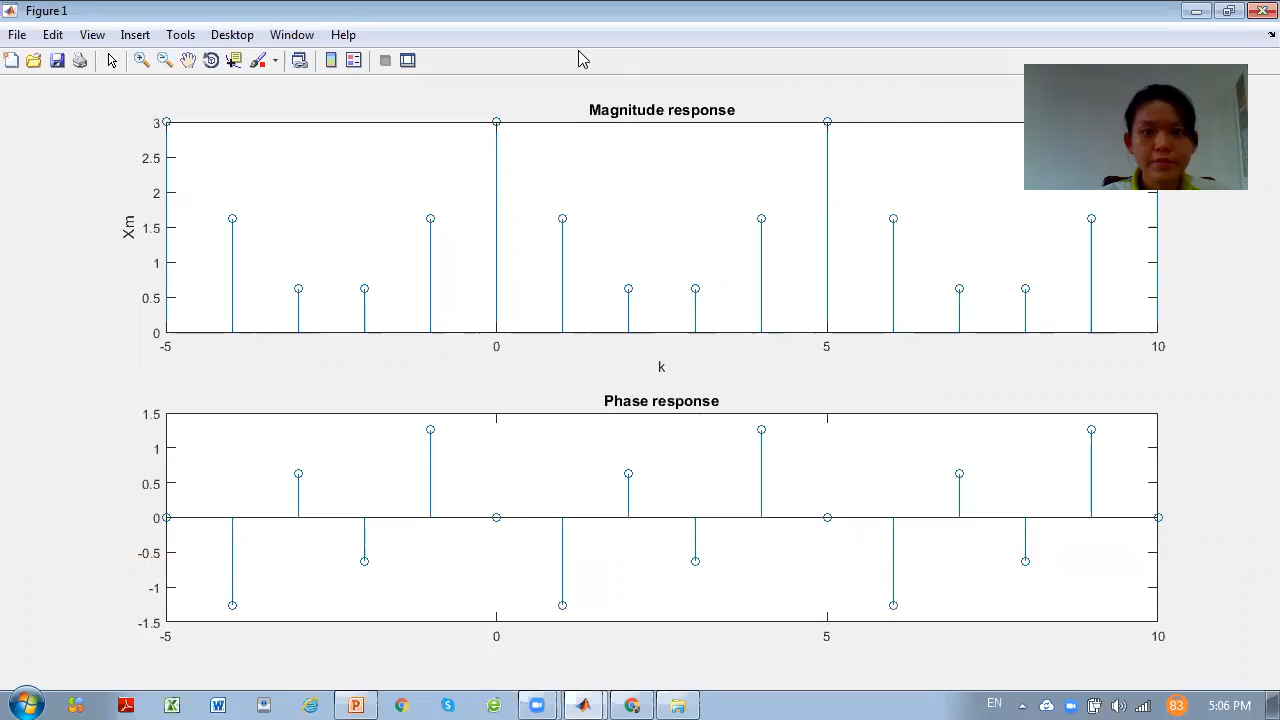 Figure 1
File Edit View Insert Tools Desktop Window Help
Magnitude response
3
2.5
2
1.5
1
0.5
0
Xm
-5 0 5 10
k
Phase response
1.5
1
0.5
0
-0.5
-1
-1.5
-5 0 5 10
EN 83 5:06 PM